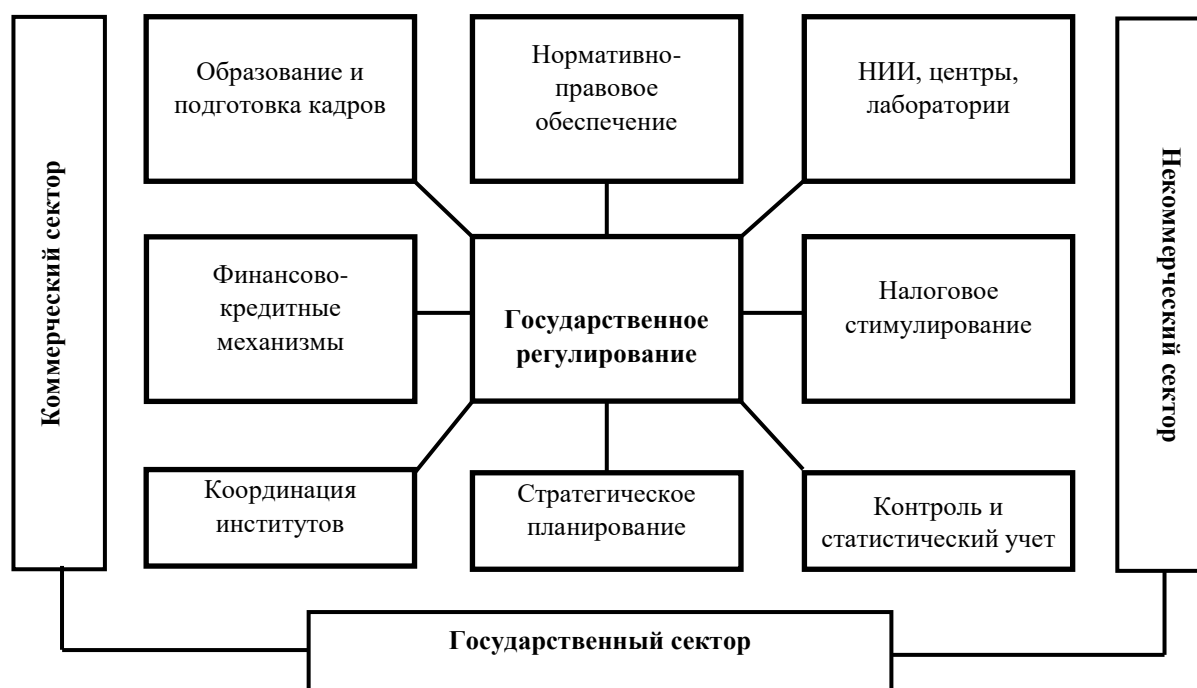 Коммерческий сектор
Образование и
подготовка кадров
Нормативно-
правовое
обеспечение
НИИ, центры,
лаборатории
Финансово-
кредитные
механизмы
Государственное
регулирование
Налоговое
стимулирование
Координация
институтов
Стратегическое
планирование
Контроль и
статистический учет
Некоммерческий сектор
Государственный сектор